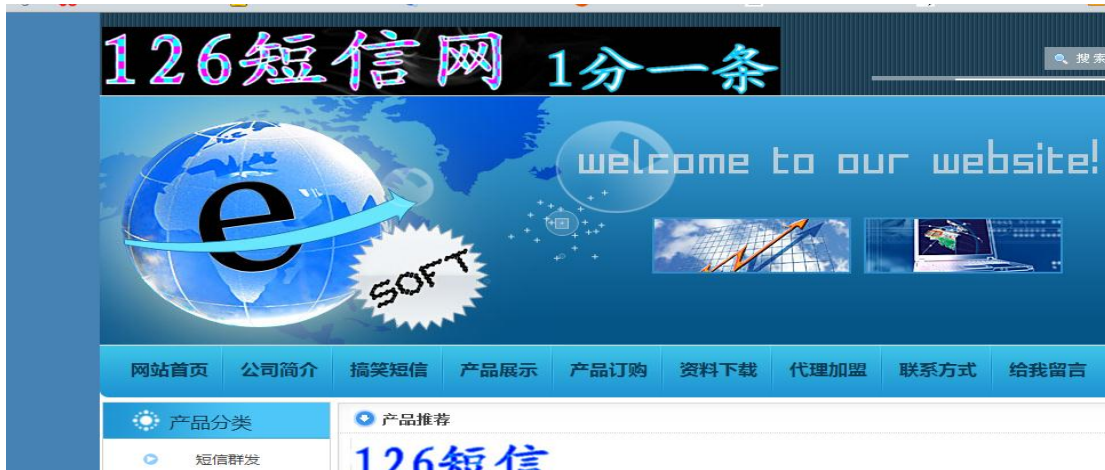 126短信网 1分一条
搜索
welcome to our website!
e
SOFT
网站首页 公司简介 搞笑短信 产品展示 产品订购 资料下载 代理加盟 联系方式 给我留言
产品分类
产品推荐
短信群发
126短信